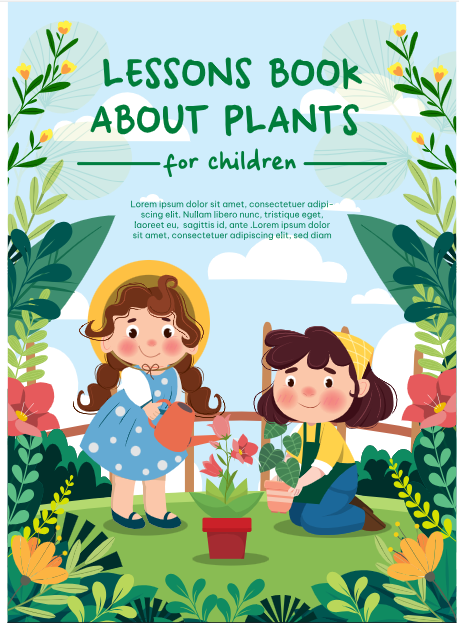 LESSONS BOOK
ABOUT PLANTS
for children
Lorem ipsum dolor sit amet, consectetuer adipi-
scing elit. Nullam libero nunc, tristique eget,
laoreet eu, sagittis id, ante .Lorem ipsum dolor
sit amet, consectetuer adipiscing elit, sed diam